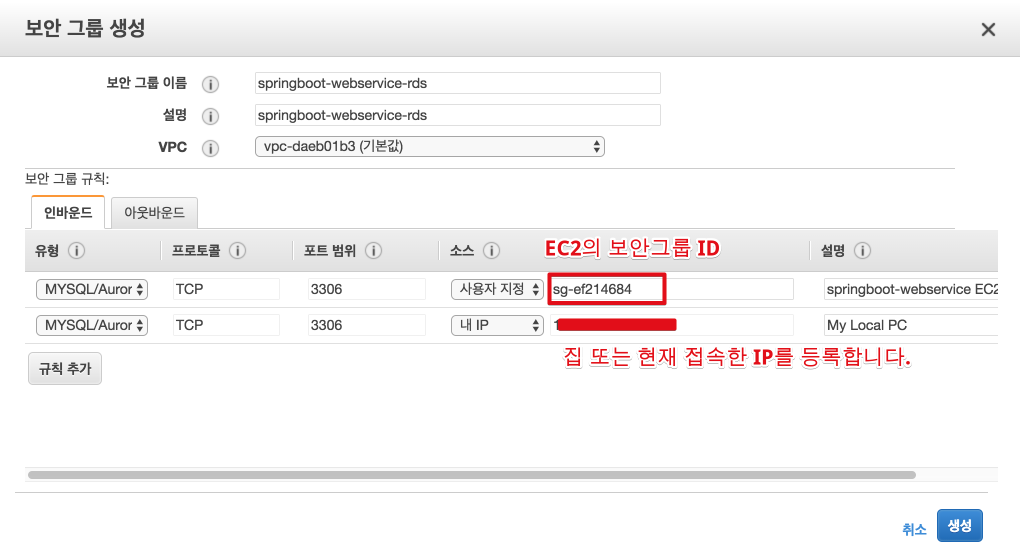 보안 그룹 생성
보안 그룹 이름 springboot-webservice-rds
설명 springboot-webservice-rds
VPC vpc-daeb01b3 (기본값)
보안 그룹 규칙:
인바운드 아웃바운드
유형 프로토콜 포트 범위 소스 EC2의 보안그룹 ID 설명
MYSQL/Auror TCP 3306 사용자 지정 sg-ef214684 springboot-webservice EC2
MYSQL/Auror TCP 3306 내 IP My Local PC
집 또는 현재 접속한 IP를 등록합니다.
규칙 추가
취소 생성